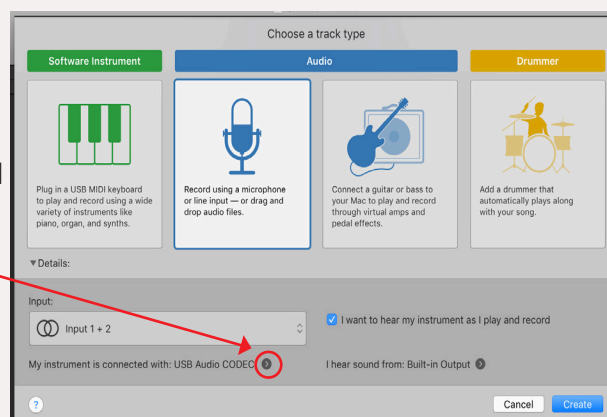 Choose a track type
Software Instrument
Audio
Drummer
Plug in a USB MIDI keyboard
to play and record using a wide
variety of instruments like
piano, organ, and synths.
Record using a microphone
or line input — or drag and
drop audio files.
Connect a guitar or bass to
your Mac to play and record
through virtual amps and
pedal effects.
Add a drummer that
automatically plays along
with your song.
Details:
Input:
Input 1 + 2
I want to hear my instrument as I play and record
My instrument is connected with: USB Audio CODEC
I hear sound from: Built-in Output
?
Cancel
Create